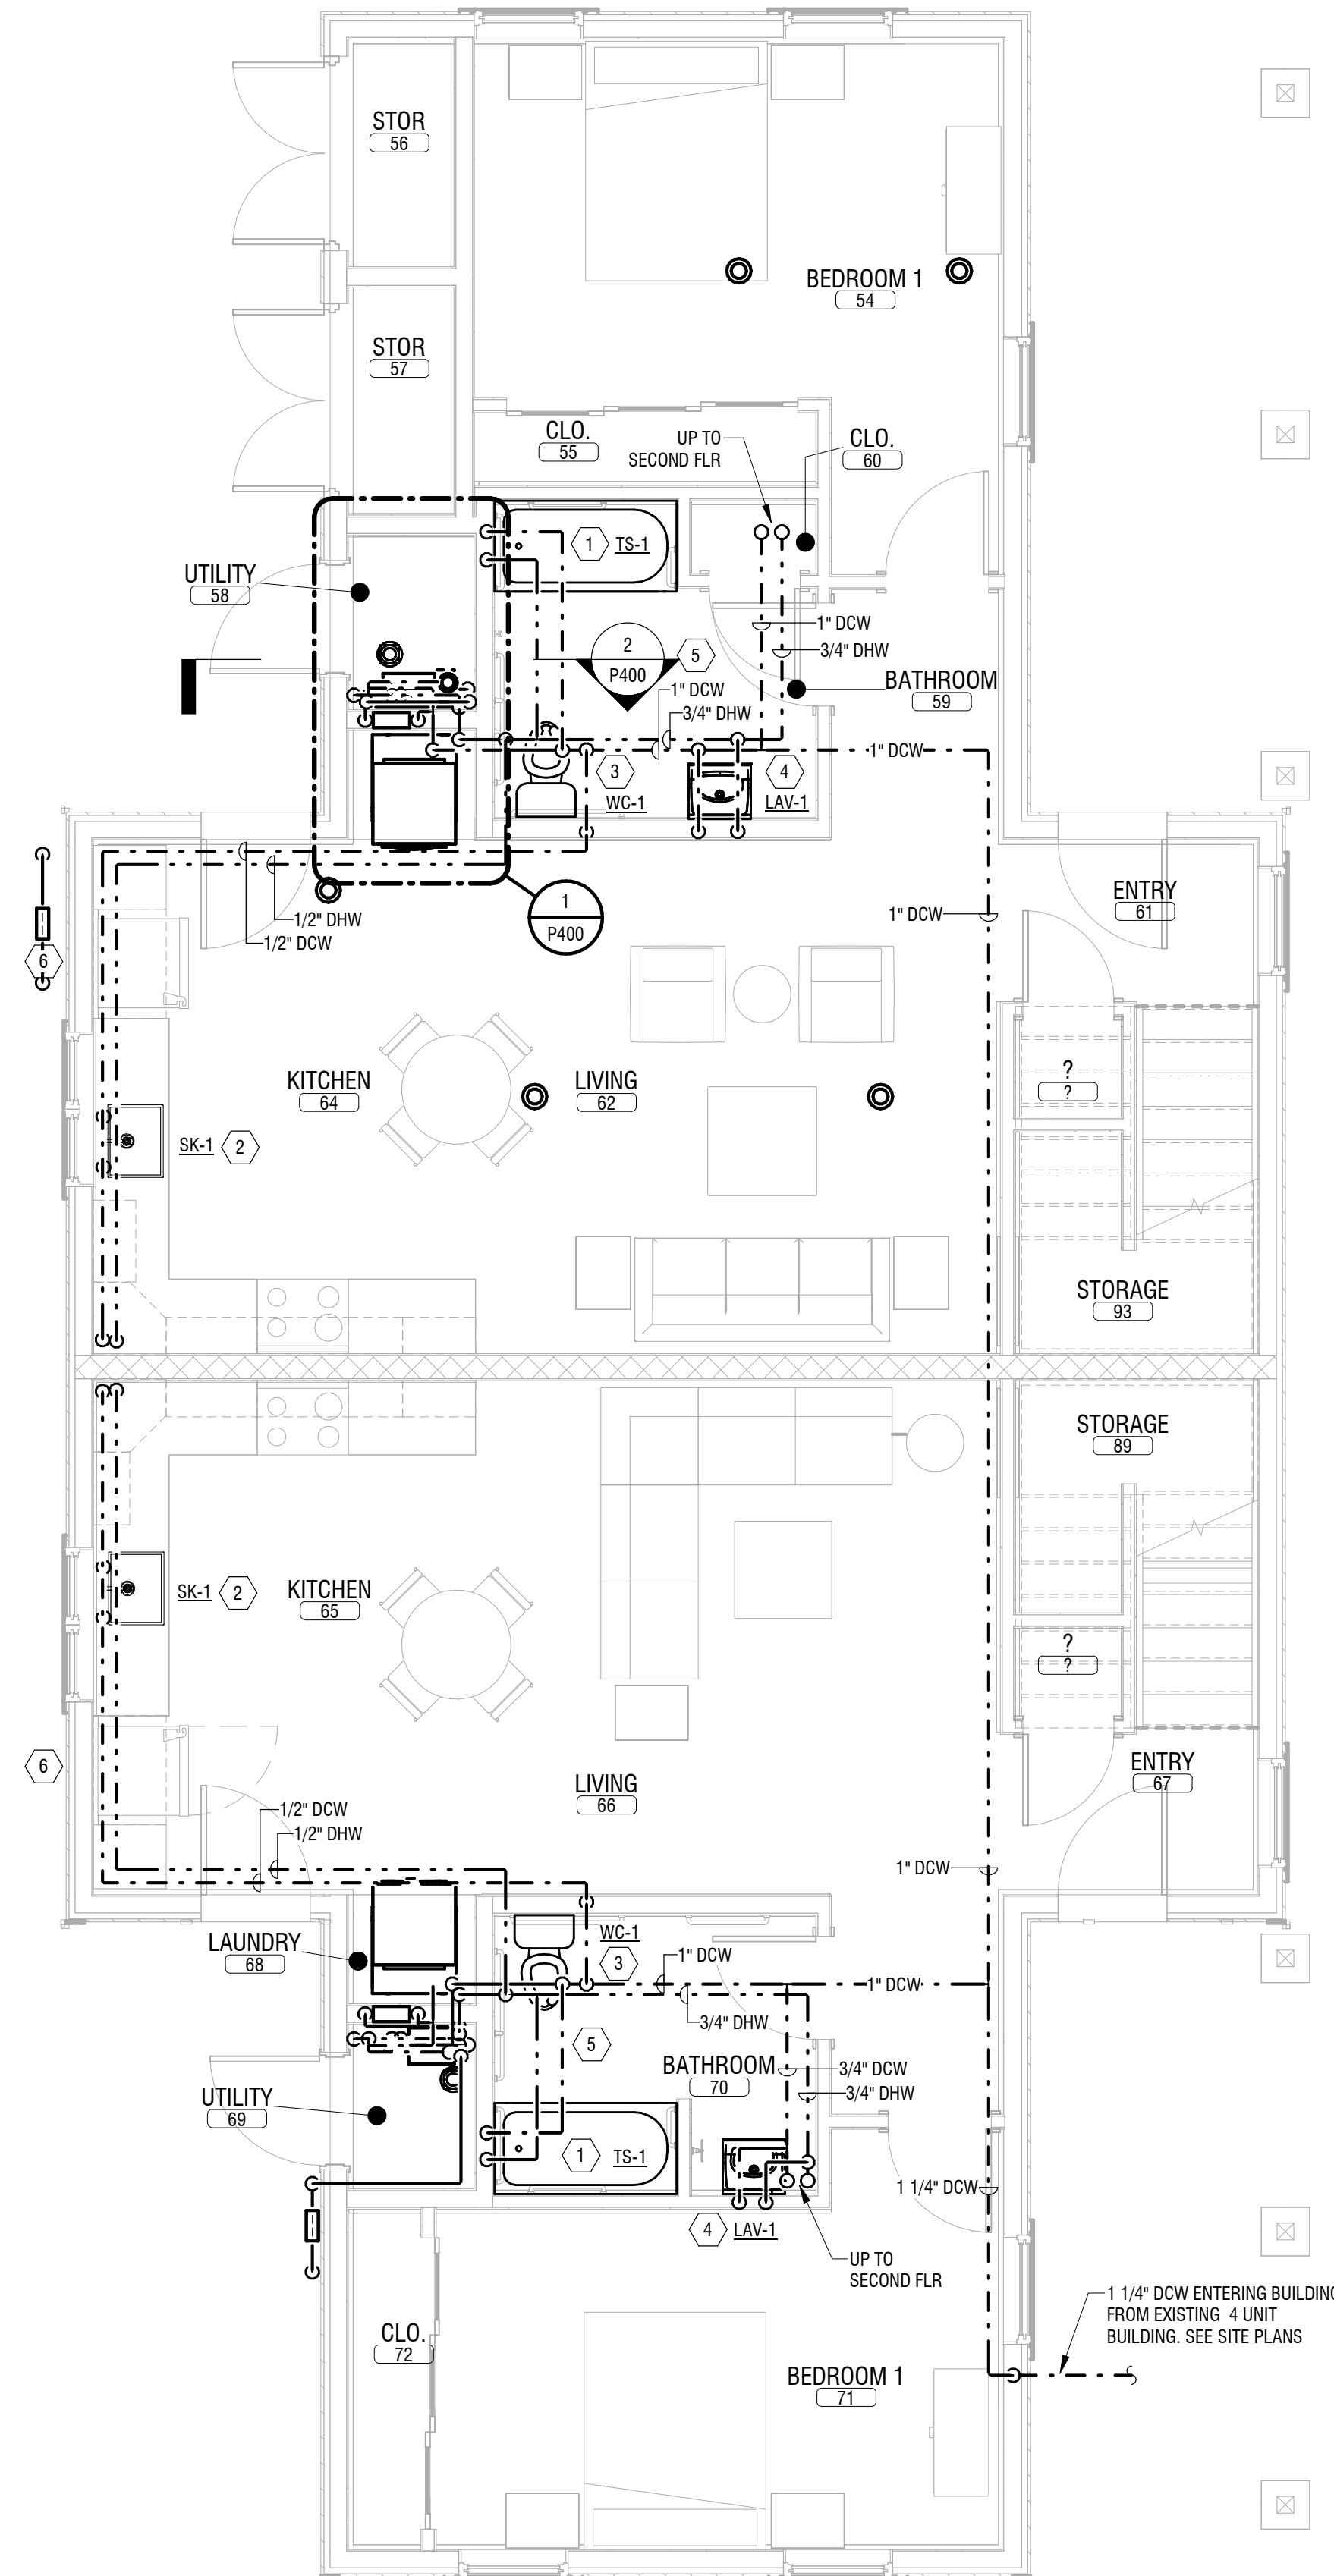 STOR
56
BEDROOM 1
54
STOR
57
CLO.
55
UP TO
SECOND FLR
CLO.
60
1
TS-1
UTILITY
58
1" DCW
3/4" DHW
2
P400
5
BATHROOM
59
1" DCW
3/4" DHW
1" DCW
3
WC-1
4
LAV-1
1
P400
1/2" DHW
1/2" DCW
ENTRY
61
1" DCW
6
KITCHEN
64
LIVING
62
?
?
SK-1
2
STORAGE
93
STORAGE
89
SK-1
2
KITCHEN
65
?
?
6
LIVING
66
ENTRY
67
1/2" DCW
1/2" DHW
1" DCW
LAUNDRY
68
WC-1
3
1" DCW
1" DCW
3/4" DHW
5
BATHROOM
70
3/4" DCW
3/4" DHW
UTILITY
69
1
TS-1
1 1/4" DCW
4
LAV-1
UP TO
SECOND FLR
1 1/4" DCW ENTERING BUILDING
FROM EXISTING 4 UNIT
BUILDING. SEE SITE PLANS
CLO.
72
BEDROOM 1
71